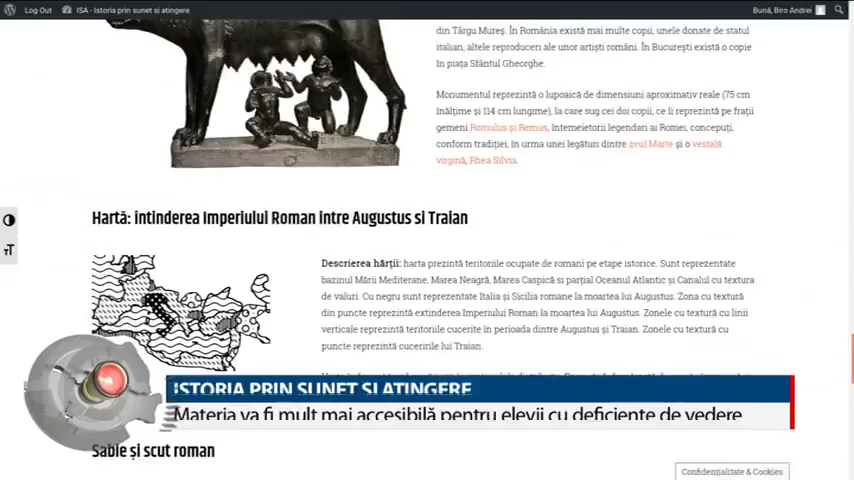 Log Out ISA - Istoria prin sunet si atingere Bună, Biro Andrei
din Târgu Mureș. În România există mai multe copii, unele donate de statul
italian, altele reproduceri ale unor artiști români. În București există o copie
în piața Sfântul Gheorghe.
Monumentul reprezintă o lupoaică de dimensiuni aproximativ reale (75 cm
înălțime și 114 cm lungime), la care sug cei doi copii, ce îi reprezintă pe frații
gemeni Romulus și Remus, întemeietorii legendari ai Romei, concepuți,
conform tradiției, în urma unei legături dintre zeul Marte și o vestală
virgină, Rhea Silvia.
Hartă: intinderea Imperiului Roman intre Augustus si Traian
Descrierea hărții: harta prezintă teritoriile ocupate de romani pe etape istorice. Sunt reprezentate
bazinul Mării Mediterane, Marea Neagră, Marea Caspică si parțial Oceanul Atlantic și Canalul cu textura
de valuri. Cu negru sunt reprezentate Italia și Sicilia romane la moartea lui Augustus. Zona cu textură
din puncte reprezintă extinderea Imperiului Roman la moartea lui Augustus. Zonele cu textură cu linii
verticale reprezintă teritoriile cucerite în perioada dintre Augustus și Traian. Zonele cu textură cu
puncte reprezintă cuceririle lui Traian.
ISTORIA PRIN SUNET ȘI ATINGERE
Materia va fi mult mai accesibilă pentru elevii cu deficiențe de vedere
Sabie și scut roman
Confidențialitate & Cookies